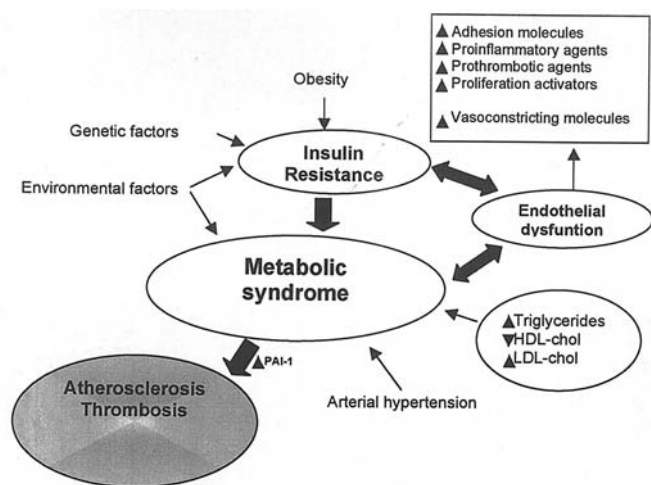 ▲Adhesion molecules
▲Proinflammatory agents
▲Prothrombotic agents
▲Proliferation activators
▲Vasoconstricting molecules
Obesity
Genetic factors
Environmental factors
Insulin
Resistance
Endothelial
dysfuntion
Metabolic
syndrome
▲Triglycerides
▼HDL-chol
▲LDL-chol
▲PAI-1
Atherosclerosis
Thrombosis
Arterial hypertension